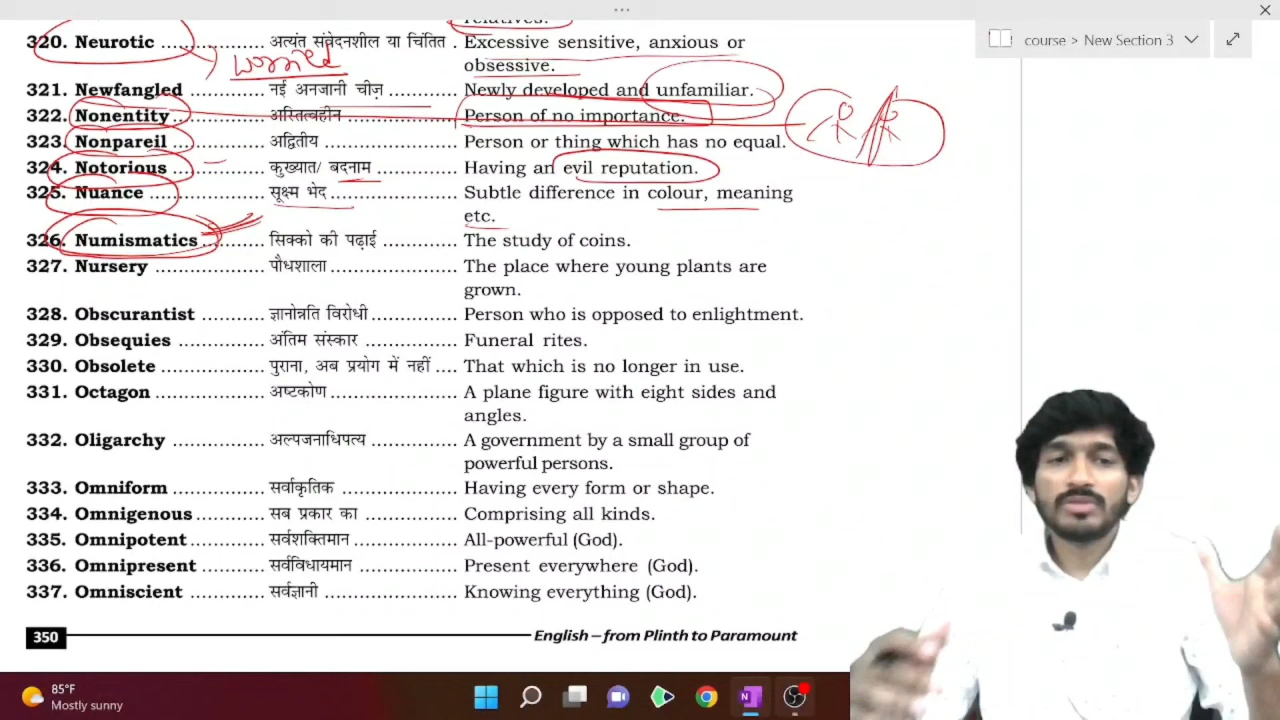 relatives.
course > New Section 3
320. Neurotic .................... अत्यंत संवेदनशील या चिंतित . Excessive sensitive, anxious or
worried
obsessive.
321. Newfangled ............... नई अनजानी चीज़ ............. Newly developed and unfamiliar.
322. Nonentity ................. अस्तित्वहीन .................... Person of no importance.
323. Nonpareil ................. अद्वितीय ....................... Person or thing which has no equal.
324. Notorious ................. कुख्यात/ बदनाम ............... Having an evil reputation.
325. Nuance .................... सूक्ष्म भेद...................... Subtle difference in colour, meaning
etc.
326. Numismatics ............ सिक्को की पढ़ाई .............. The study of coins.
327. Nursery .................... पौधशाला...................... The place where young plants are
grown.
328. Obscurantist ........... ज्ञानोन्नति विरोधी ............... Person who is opposed to enlightment.
329. Obsequies ............... अंतिम संस्कार ................. Funeral rites.
330. Obsolete .................. पुराना, अब प्रयोग में नहीं .... That which is no longer in use.
331. Octagon ................... अष्टकोण ...................... A plane figure with eight sides and
angles.
332. Oligarchy ................ अल्पजनाधिपत्य ............... A government by a small group of
powerful persons.
333. Omniform ................ सर्वाकृतिक .................... Having every form or shape.
334. Omnigenous ............ सब प्रकार का ................. Comprising all kinds.
335. Omnipotent ............. सर्वशक्तिमान .................. All-powerful (God).
336. Omnipresent ........... सर्वविधायमान ................. Present everywhere (God).
337. Omniscient .............. सर्वज्ञानी ....................... Knowing everything (God).
350 English – from Plinth to Paramount
85°F
Mostly sunny